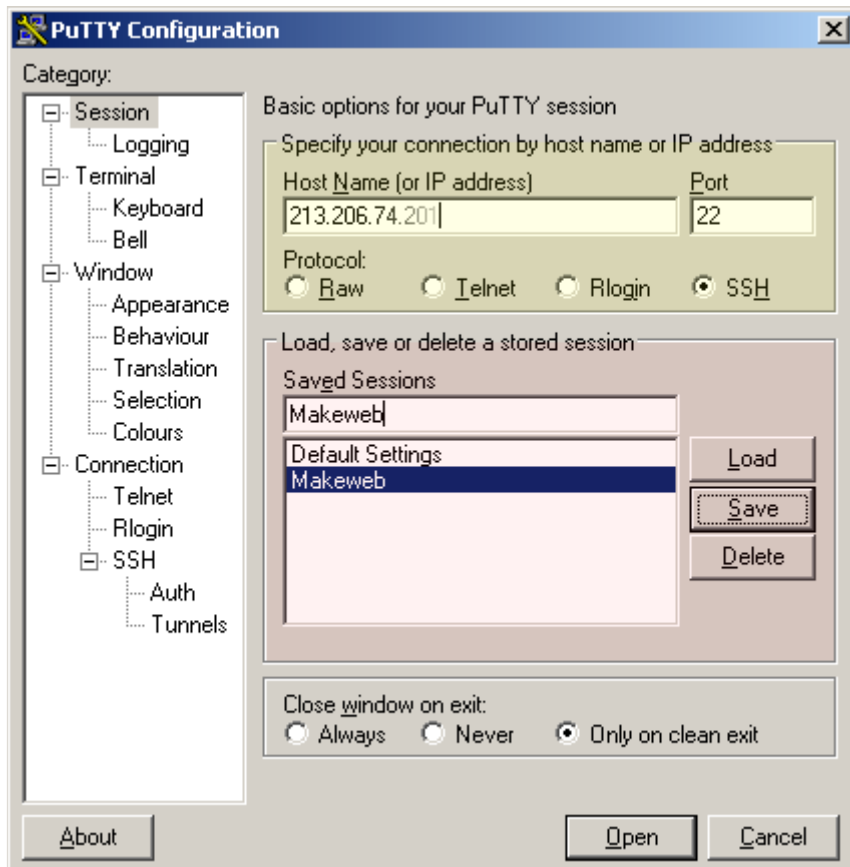 PuTTY Configuration
Category:
Session
Logging
Terminal
Keyboard
Bell
Window
Appearance
Behaviour
Translation
Selection
Colours
Connection
Telnet
Rlogin
SSH
Auth
Tunnels
Basic options for your PuTTY session
Specify your connection by host name or IP address
Host Name (or IP address) Port
213.206.74.201 22
Protocol:
Raw Telnet Rlogin SSH
Load, save or delete a stored session
Saved Sessions
Makeweb
Default Settings
Makeweb
Load
Save
Delete
Close window on exit:
Always Never Only on clean exit
About Open Cancel